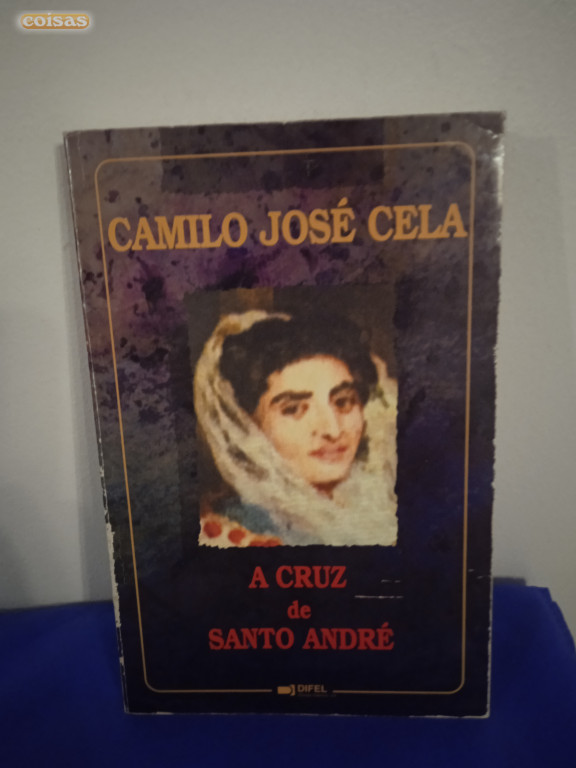 coisas
CAMILO JOSÉ CELA
A CRUZ
de
SANTO ANDRÉ
DIFEL